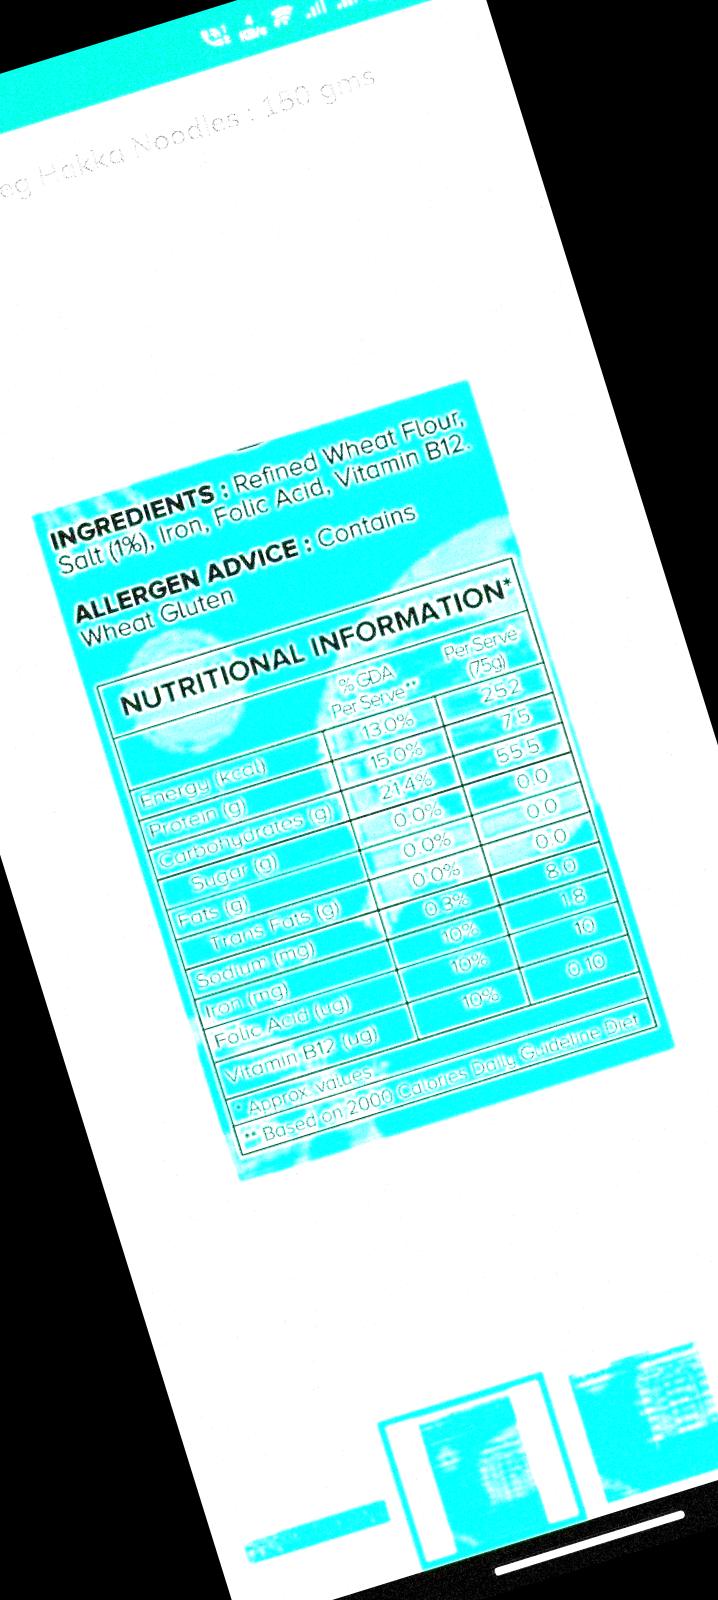 eg Hakka Noodles : 150 gms
INGREDIENTS : Refined Wheat Flour,
Salt (1%), Iron, Folic Acid, Vitamin B12.
ALLERGEN ADVICE : Contains
Wheat Gluten
NUTRITIONAL INFORMATION*
% GDA Per Serve** Per Serve (75g)
Energy (kcal) 13.0% 252
Protein (g) 15.0% 7.5
Carbohydrates (g) 21.4% 55.5
Sugar (g) 0.0% 0.0
Fats (g) 0.0% 0.0
Trans Fats (g) 0.0% 0.0
Sodium (mg) 0.3% 8.0
Iron (mg) 10% 1.8
Folic Acid (ug) 10% 10
Vitamin B12 (ug) 10% 0.10
* Approx. values
** Based on 2000 Calories Daily Guideline Diet